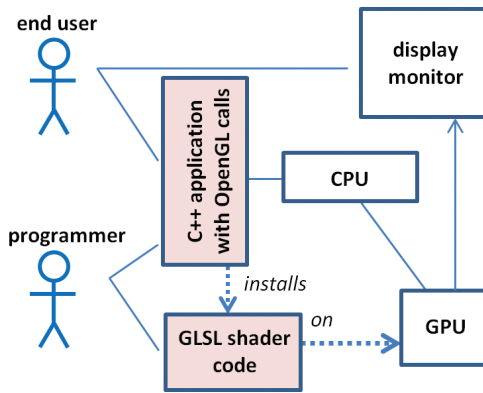 end user
display
monitor
C++ application
with OpenGL calls
CPU
programmer
installs
on
GLSL shader
code
GPU